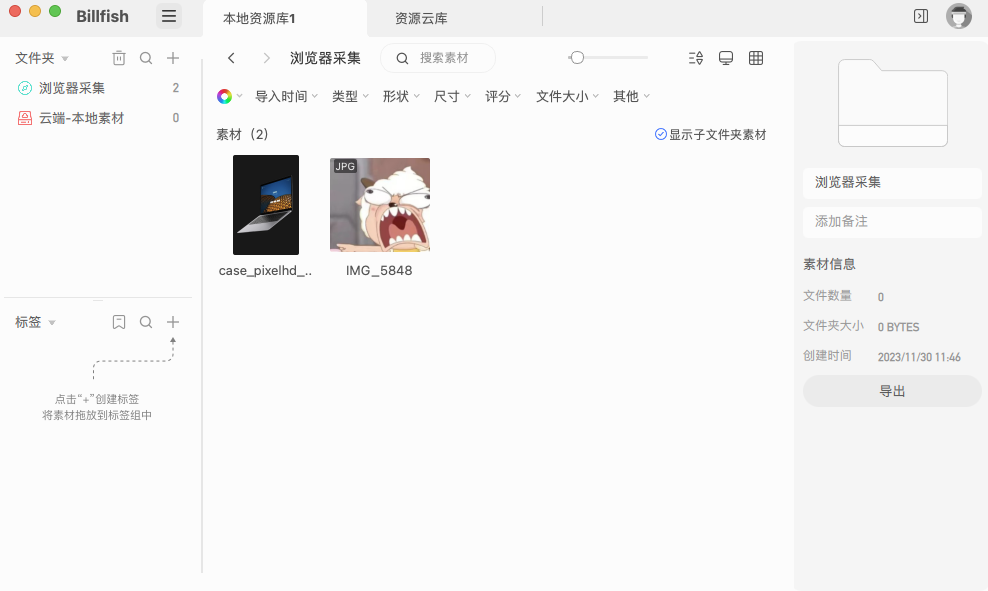 Billfish
本地资源库1
资源云库
文件夹
浏览器采集
2
云端-本地素材
0
标签
点击“+”创建标签
将素材拖放到标签组中
浏览器采集
搜索素材
导入时间
类型
形状
尺寸
评分
文件大小
其他
素材（2）
显示子文件夹素材
case_pixelhd_..
JPG
IMG_5848
浏览器采集
添加备注
素材信息
文件数量 0
文件夹大小 0 BYTES
创建时间 2023/11/30 11:46
导出